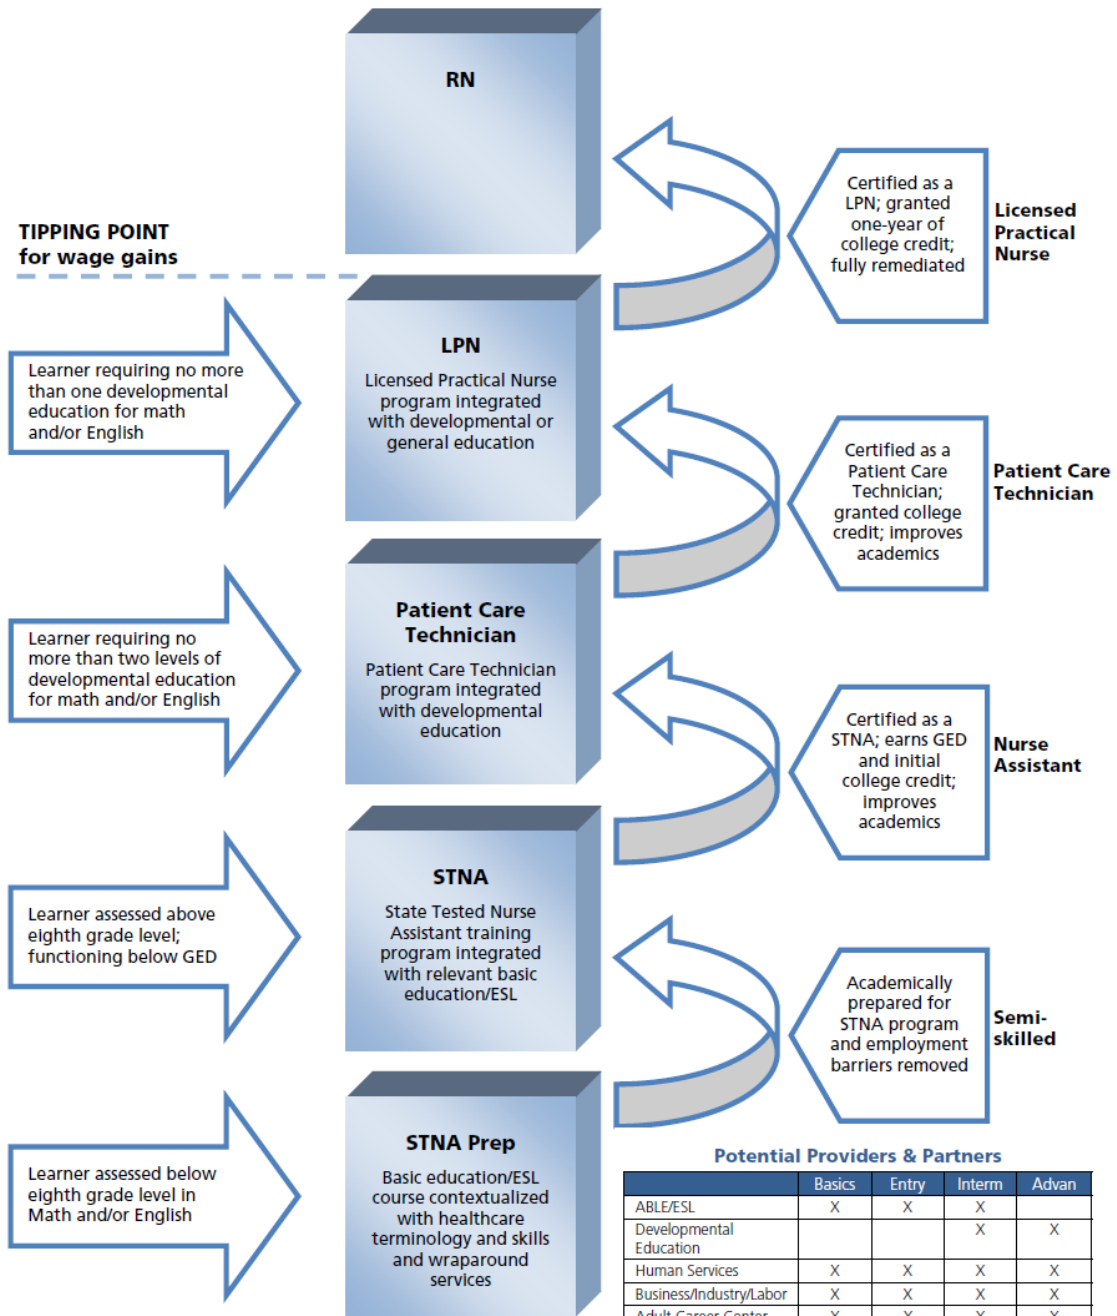 RN
TIPPING POINT
for wage gains
Certified as a
LPN; granted
one-year of
college credit;
fully remediated
Licensed
Practical
Nurse
Learner requiring no more
than one developmental
education for math
and/or English
LPN
Licensed Practical Nurse
program integrated
with developmental or
general education
Certified as a
Patient Care
Technician;
granted college
credit; improves
academics
Patient Care
Technician
Learner requiring no
more than two levels of
developmental education
for math and/or English
Patient Care
Technician
Patient Care Technician
program integrated
with developmental
education
Certified as a
STNA; earns GED
and initial
college credit;
improves
academics
Nurse
Assistant
Learner assessed above
eighth grade level;
functioning below GED
STNA
State Tested Nurse
Assistant training
program integrated
with relevant basic
education/ESL
Academically
prepared for
STNA program
and employment
barriers removed
Semi-
skilled
Learner assessed below
eighth grade level in
Math and/or English
STNA Prep
Basic education/ESL
course contextualized
with healthcare
terminology and skills
and wraparound
services
Potential Providers & Partners
Basics Entry Interm Advan
ABLE/ESL X X X
Developmental
Education X X
Human Services X X X X
Business/Industry/Labor X X X X
Adult Career Center X X X X